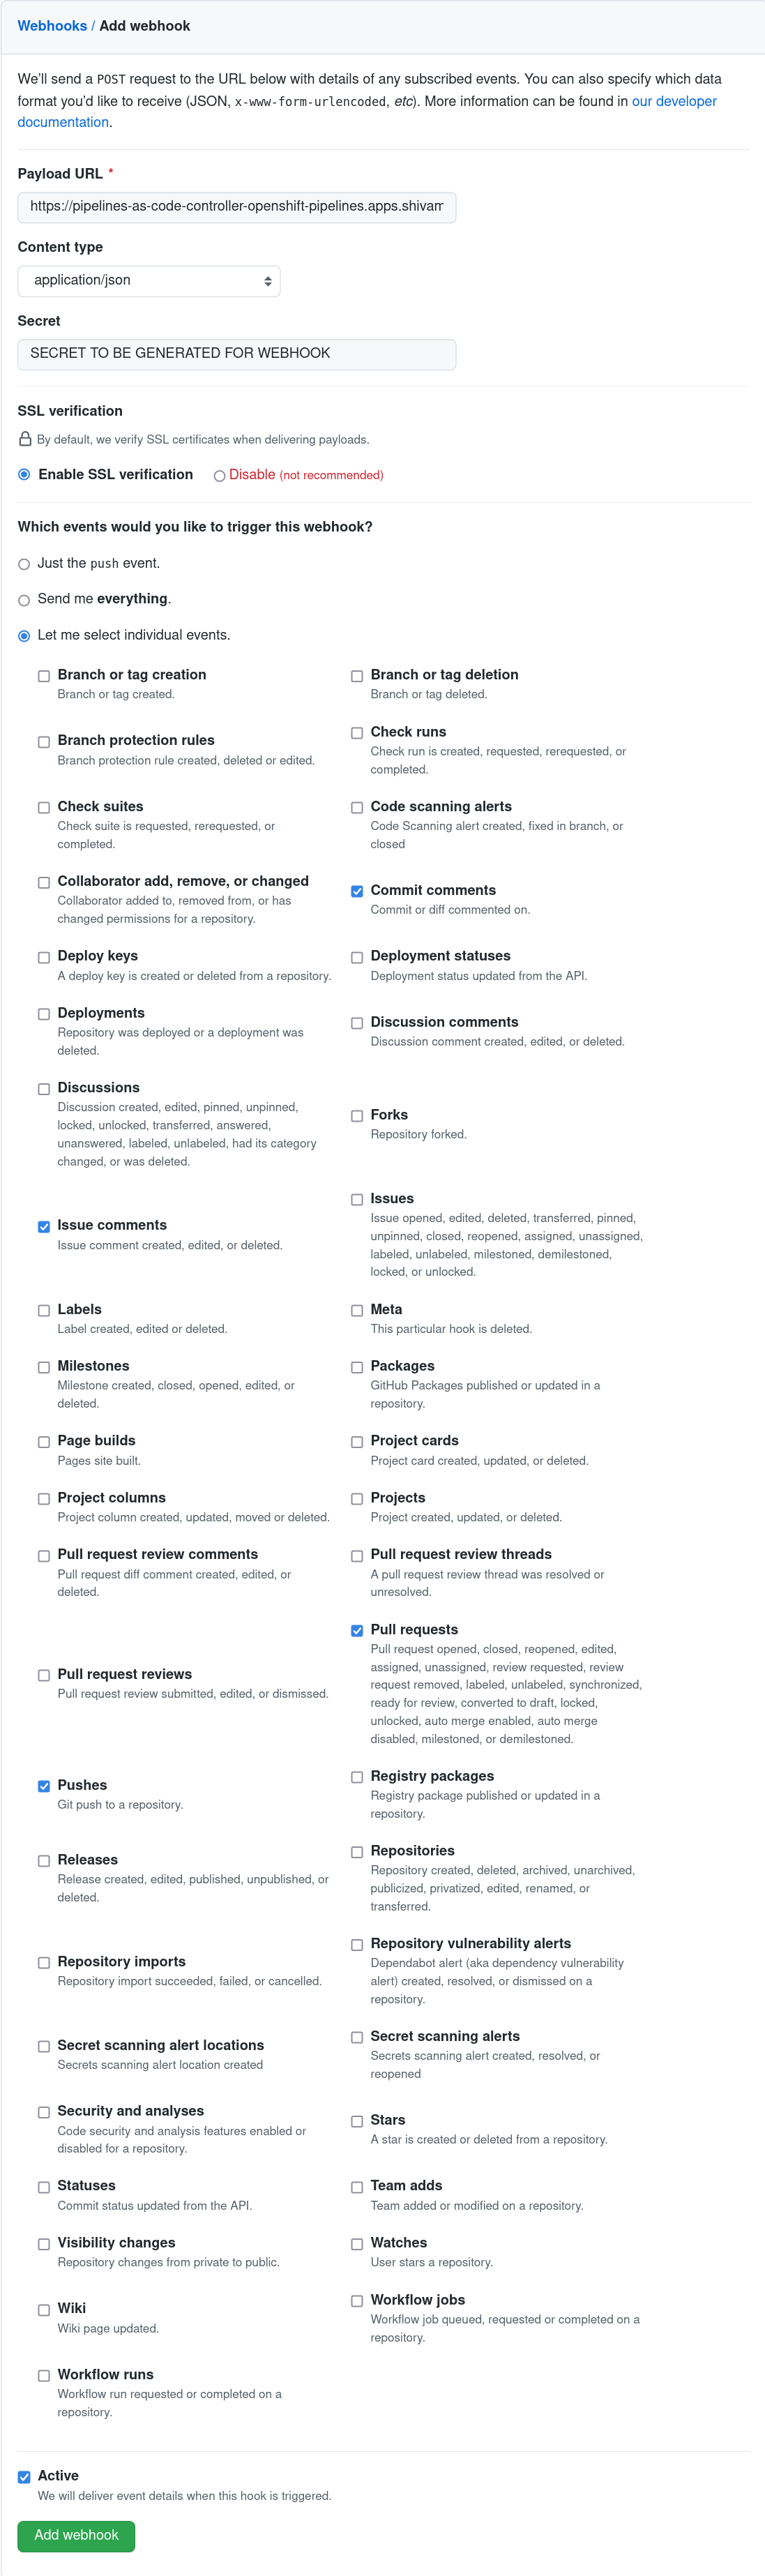 Webhooks / Add webhook
We'll send a POST request to the URL below with details of any subscribed events. You can also specify which data
format you'd like to receive (JSON, x-www-form-urlencoded, etc). More information can be found in our developer
documentation.
Payload URL *
https://pipelines-as-code-controller-openshift-pipelines.apps.shivam
Content type
application/json
Secret
SECRET TO BE GENERATED FOR WEBHOOK
SSL verification
By default, we verify SSL certificates when delivering payloads.
Enable SSL verification Disable (not recommended)
Which events would you like to trigger this webhook?
Just the push event.
Send me everything.
Let me select individual events.
Branch or tag creation
Branch or tag created.
Branch or tag deletion
Branch or tag deleted.
Branch protection rules
Branch protection rule created, deleted or edited.
Check runs
Check run is created, requested, rerequested, or
completed.
Check suites
Check suite is requested, rerequested, or
completed.
Code scanning alerts
Code Scanning alert created, fixed in branch, or
closed
Collaborator add, remove, or changed
Collaborator added to, removed from, or has
changed permissions for a repository.
Commit comments
Commit or diff commented on.
Deploy keys
A deploy key is created or deleted from a repository.
Deployment statuses
Deployment status updated from the API.
Deployments
Repository was deployed or a deployment was
deleted.
Discussion comments
Discussion comment created, edited, or deleted.
Discussions
Discussion created, edited, pinned, unpinned,
locked, unlocked, transferred, answered,
unanswered, labeled, unlabeled, had its category
changed, or was deleted.
Forks
Repository forked.
Issue comments
Issue comment created, edited, or deleted.
Issues
Issue opened, edited, deleted, transferred, pinned,
unpinned, closed, reopened, assigned, unassigned,
labeled, unlabeled, milestoned, demilestoned,
locked, or unlocked.
Labels
Label created, edited or deleted.
Meta
This particular hook is deleted.
Milestones
Milestone created, closed, opened, edited, or
deleted.
Packages
GitHub Packages published or updated in a
repository.
Page builds
Pages site built.
Project cards
Project card created, updated, or deleted.
Project columns
Project column created, updated, moved or deleted.
Projects
Project created, updated, or deleted.
Pull request review comments
Pull request diff comment created, edited, or
deleted.
Pull request review threads
A pull request review thread was resolved or
unresolved.
Pull request reviews
Pull request review submitted, edited, or dismissed.
Pull requests
Pull request opened, closed, reopened, edited,
assigned, unassigned, review requested, review
request removed, labeled, unlabeled, synchronized,
ready for review, converted to draft, locked,
unlocked, auto merge enabled, auto merge
disabled, milestoned, or demilestoned.
Pushes
Git push to a repository.
Registry packages
Registry package published or updated in a
repository.
Releases
Release created, edited, published, unpublished, or
deleted.
Repositories
Repository created, deleted, archived, unarchived,
publicized, privatized, edited, renamed, or
transferred.
Repository imports
Repository import succeeded, failed, or cancelled.
Repository vulnerability alerts
Dependabot alert (aka dependency vulnerability
alert) created, resolved, or dismissed on a
repository.
Secret scanning alert locations
Secrets scanning alert location created
Secret scanning alerts
Secrets scanning alert created, resolved, or
reopened
Security and analyses
Code security and analysis features enabled or
disabled for a repository.
Stars
A star is created or deleted from a repository.
Statuses
Commit status updated from the API.
Team adds
Team added or modified on a repository.
Visibility changes
Repository changes from private to public.
Watches
User stars a repository.
Wiki
Wiki page updated.
Workflow jobs
Workflow job queued, requested or completed on a
repository.
Workflow runs
Workflow run requested or completed on a
repository.
Active
We will deliver event details when this hook is triggered.
Add webhook